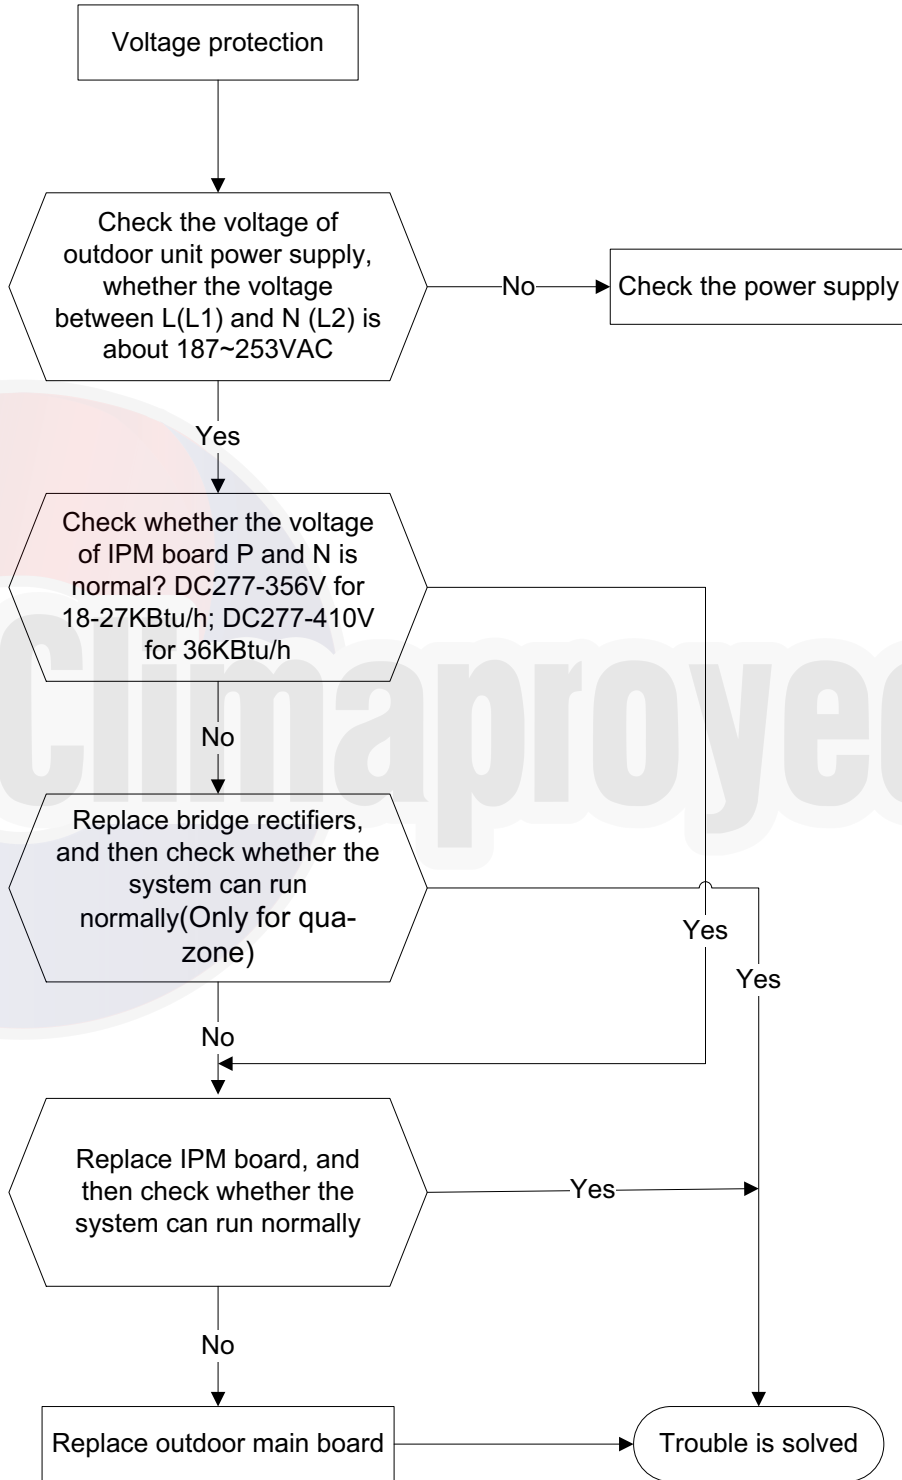 Voltage protection
Check the voltage of
outdoor unit power supply,
whether the voltage
between L(L1) and N (L2) is
about 187~253VAC
No
Check the power supply
Yes
Check whether the voltage
of IPM board P and N is
normal? DC277-356V for
18-27KBtu/h; DC277-410V
for 36KBtu/h
No
Climaproyec
Replace bridge rectifiers,
and then check whether the
system can run
normally(Only for qua-
zone)
Yes
Yes
No
Replace IPM board, and
then check whether the
system can run normally
Yes
No
Replace outdoor main board
Trouble is solved